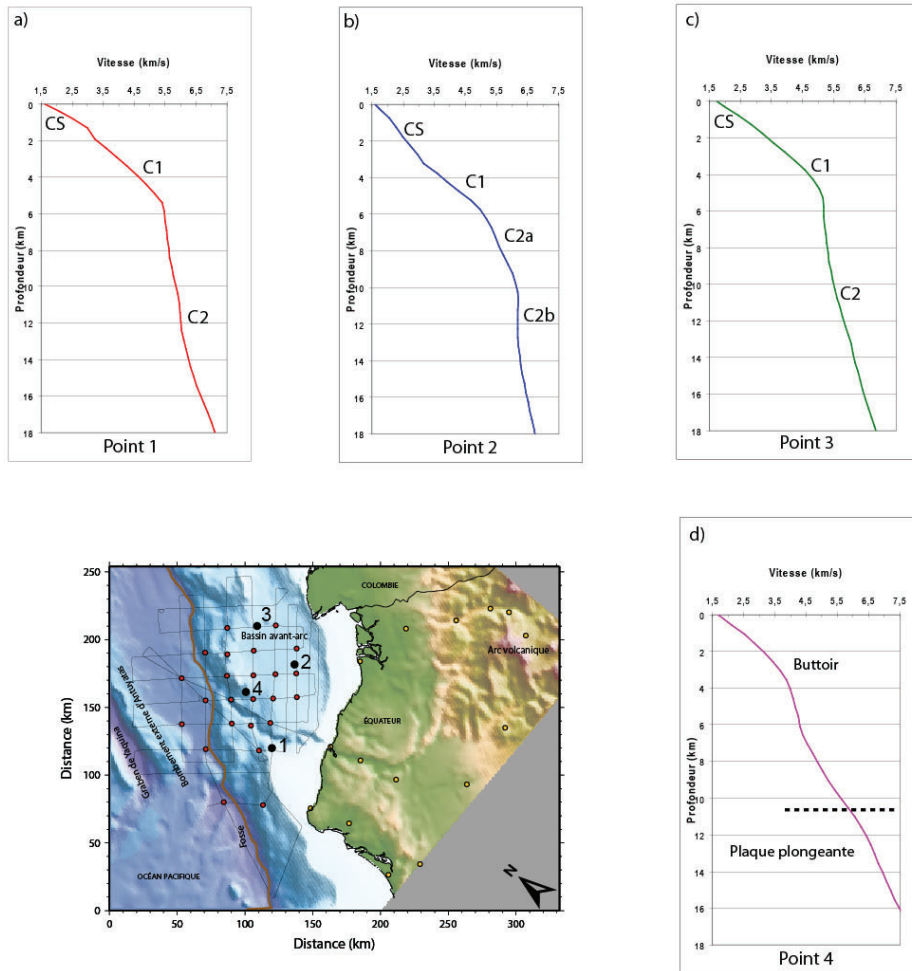 a)
Vitesse (km/s)
1,5 2,5 3,5 4,5 5,5 6,5 7,5
0
2
4
6
8
10
12
14
16
18
Profondeur (km)
CS
C1
C2
Point 1
b)
Vitesse (km/s)
1,5 2,5 3,5 4,5 5,5 6,5 7,5
0
2
4
6
8
10
12
14
16
18
Profondeur (km)
CS
C1
C2a
C2b
Point 2
c)
Vitesse (km/s)
1,5 2,5 3,5 4,5 5,5 6,5 7,5
0
2
4
6
8
10
12
14
16
18
Profondeur (km)
CS
C1
C2
Point 3
250
200
150
100
50
0
Distance (km)
0 50 100 150 200 250 300
Distance (km)
COLOMBIE
3
Bassin avant-arc
2
4
1
Arc volcanique
ÉQUATEUR
Graben de Yaquina
Bombement externe d'Antuyatas
Fosse
OCÉAN PACIFIQUE
N
d)
Vitesse (km/s)
1,5 2,5 3,5 4,5 5,5 6,5 7,5
0
2
4
6
8
10
12
14
16
18
Profondeur (km)
Buttoir
Plaque plongeante
Point 4